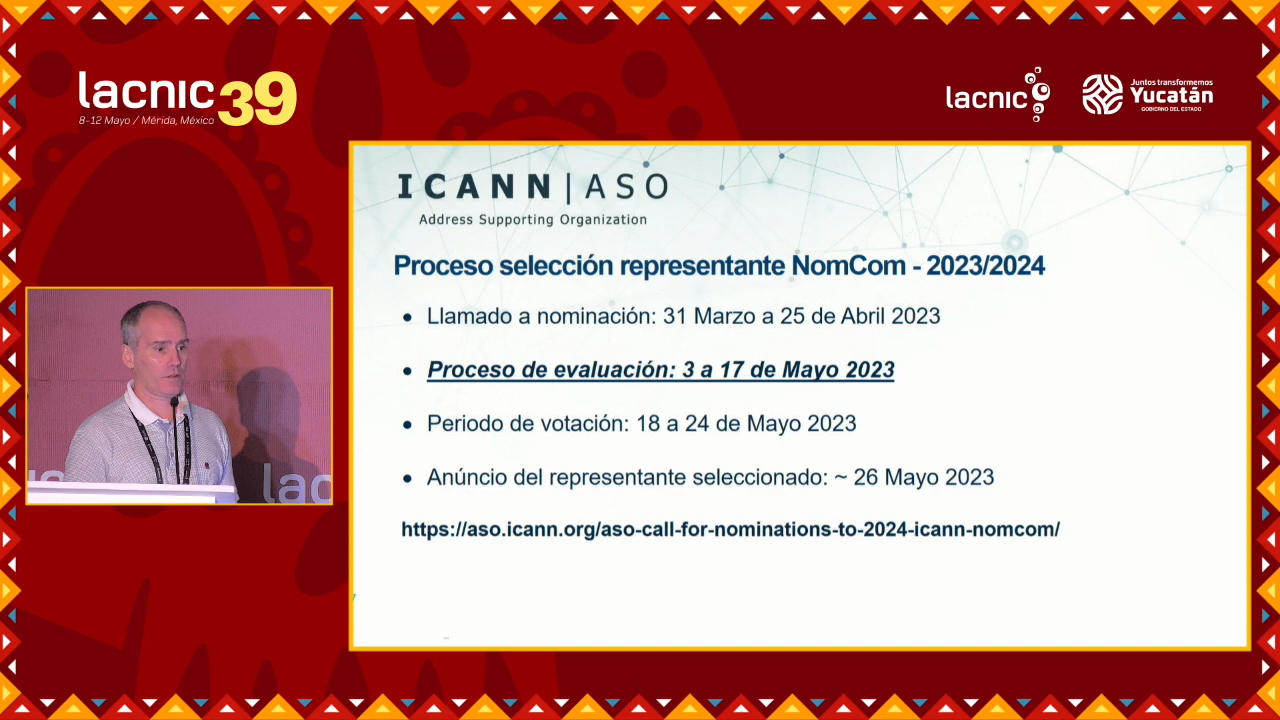 lacnic39
8-12 Mayo / Mérida, México
lacnic
Juntos transformemos
Yucatán
GOBIERNO DEL ESTADO
ICANN|ASO
Address Supporting Organization
Proceso selección representante NomCom - 2023/2024
• Llamado a nominación: 31 Marzo a 25 de Abril 2023
• Proceso de evaluación: 3 a 17 de Mayo 2023
• Periodo de votación: 18 a 24 de Mayo 2023
• Anúncio del representante seleccionado: ~ 26 Mayo 2023
https://aso.icann.org/aso-call-for-nominations-to-2024-icann-nomcom/
lac